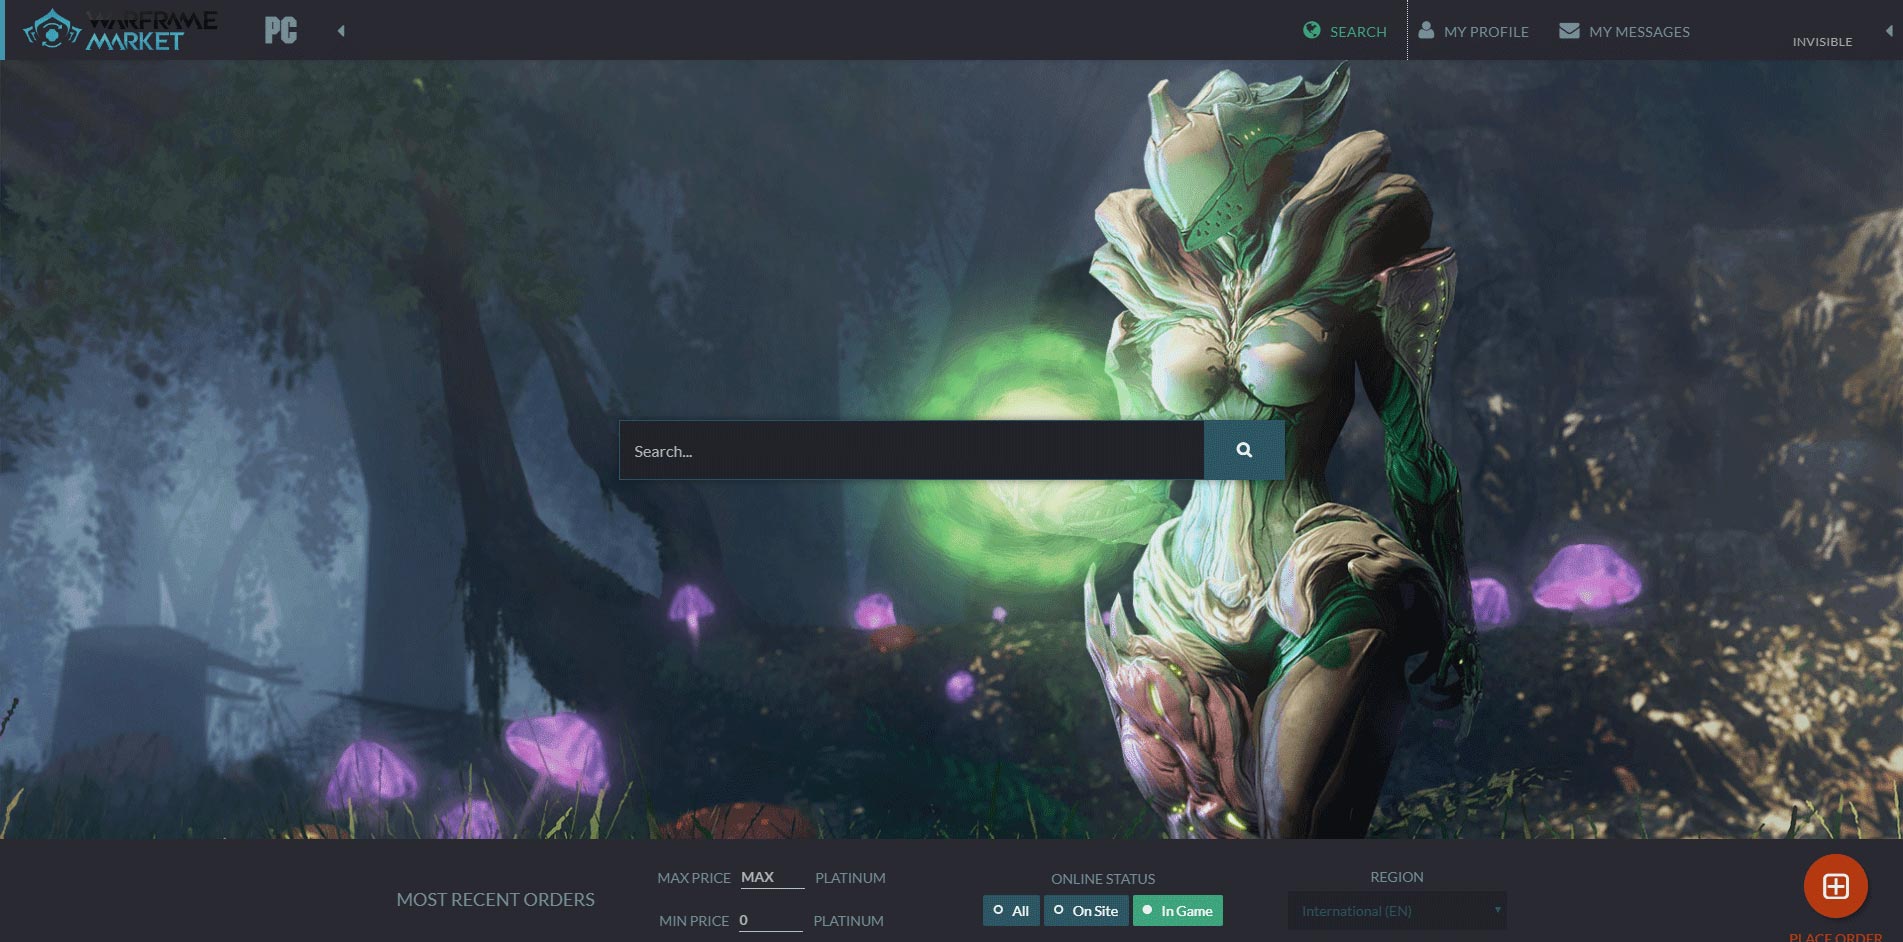 WARFRAME
MARKET
PC
SEARCH
MY PROFILE
MY MESSAGES
INVISIBLE
Search...
MOST RECENT ORDERS
MAX PRICE MAX PLATINUM
MIN PRICE 0 PLATINUM
ONLINE STATUS
All
On Site
In Game
REGION
International (EN)
PLACE ORDER